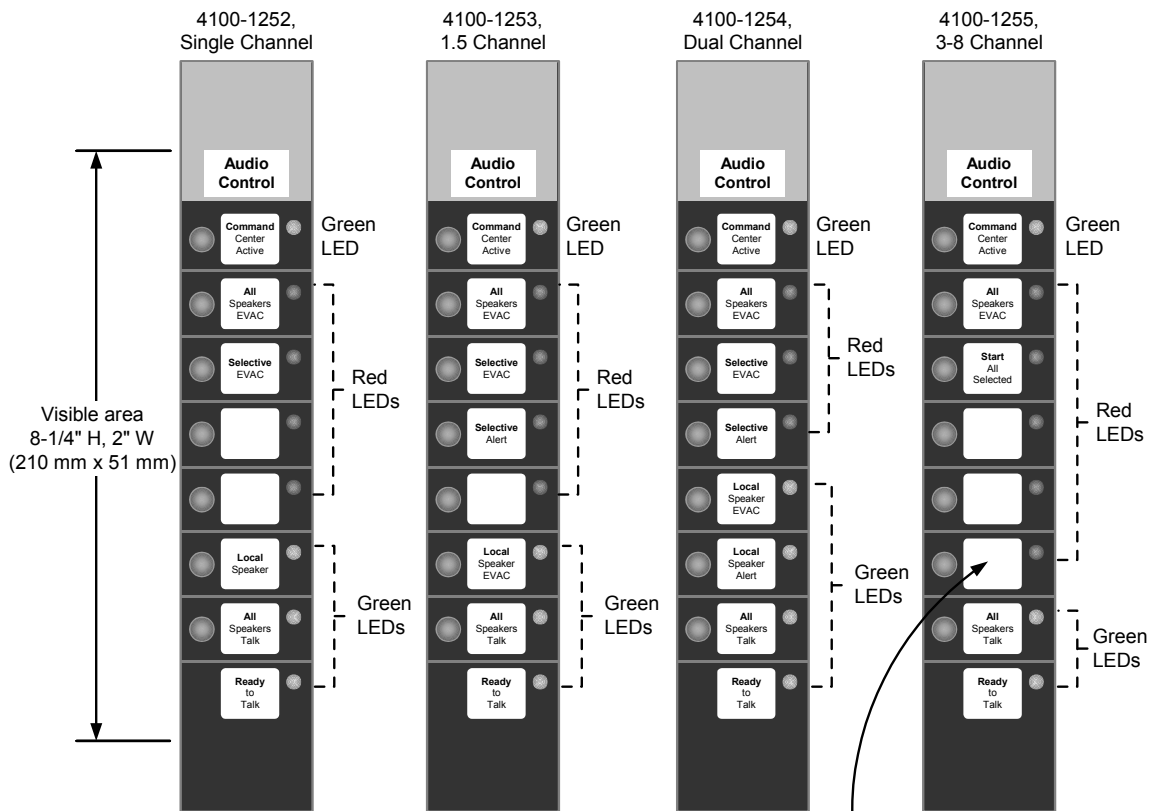 4100-1252,
Single Channel
4100-1253,
1.5 Channel
4100-1254,
Dual Channel
4100-1255,
3-8 Channel
Visible area
8-1/4" H, 2" W
(210 mm x 51 mm)
Audio
Control
Command
Center
Active
All
Speakers
EVAC
Selective
EVAC
Local
Speaker
All
Speakers
Talk
Ready
to
Talk
Green
LED
Red
LEDs
Green
LEDs
Audio
Control
Command
Center
Active
All
Speakers
EVAC
Selective
EVAC
Selective
Alert
Local
Speaker
EVAC
All
Speakers
Talk
Ready
to
Talk
Green
LED
Red
LEDs
Green
LEDs
Audio
Control
Command
Center
Active
All
Speakers
EVAC
Selective
EVAC
Selective
Alert
Local
Speaker
EVAC
Local
Speaker
Alert
All
Speakers
Talk
Ready
to
Talk
Green
LED
Red
LEDs
Green
LEDs
Audio
Control
Command
Center
Active
All
Speakers
EVAC
Start
All
Selected
All
Speakers
Talk
Ready
to
Talk
Green
LED
Red
LEDs
Green
LEDs